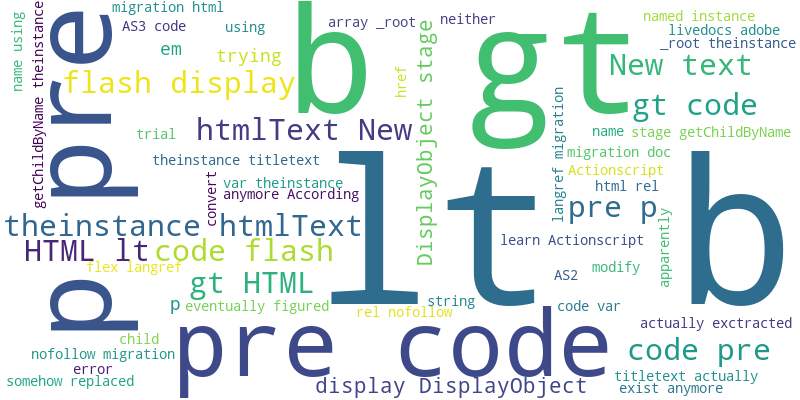 migration html
AS3 code
using
array _root
neither
named instance
livedocs adobe
_root theinstance
name using
getChildByName theinstance
p pre
em
trying
flash display
b gt
href
DisplayObject stage
New text
gt code
trial
htmlText New
langref migration
name
stage getChildByName
theinstance titletext
migration doc
Actionscript
convert
var theinstance
anymore According
html rel
pre p
lt b
theinstance htmlText
learn Actionscript
apparently
HTML lt
code flash
flex langref
AS2
modify
gt HTML
p
eventually figured
string
code var
rel nofollow
pre code
actually exctracted
child
nofollow migration
error
somehow replaced
code pre
display DisplayObject
titletext actually
exist anymore